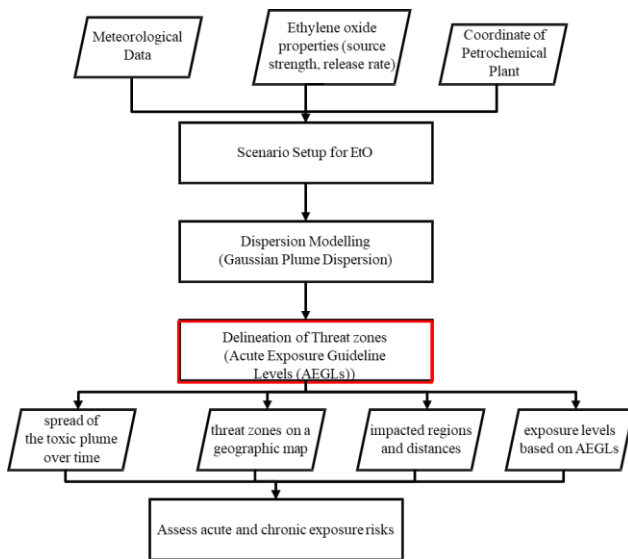 Meteorological
Data
Ethylene oxide
properties (source
strength, release rate)
Coordinate of
Petrochemical
Plant
Scenario Setup for EtO
Dispersion Modelling
(Gaussian Plume Dispersion)
Delineation of Threat zones
(Acute Exposure Guideline
Levels (AEGLs))
spread of
the toxic plume
over time
threat zones on a
geographic map
impacted regions
and distances
exposure levels
based on AEGLs
Assess acute and chronic exposure risks